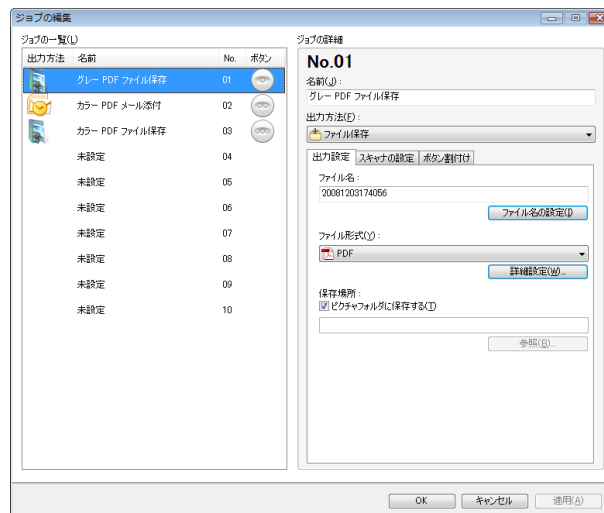 ジョブの編集
ジョブの一覧(L)
出力方法 名前 No. ボタン
グレー PDF ファイル保存 01
カラー PDF メール添付 02
カラー PDF ファイル保存 03
未設定 04
未設定 05
未設定 06
未設定 07
未設定 08
未設定 09
未設定 10
ジョブの詳細
No.01
名前(J):
グレー PDF ファイル保存
出力方法(F):
ファイル保存
出力設定 スキャナの設定 ボタン割付け
ファイル名:
20081203174056
ファイル名の設定(I)
ファイル形式(Y):
PDF
詳細設定(W)...
保存場所:
ピクチャフォルダに保存する(T)
参照(B)...
OK キャンセル 適用(A)